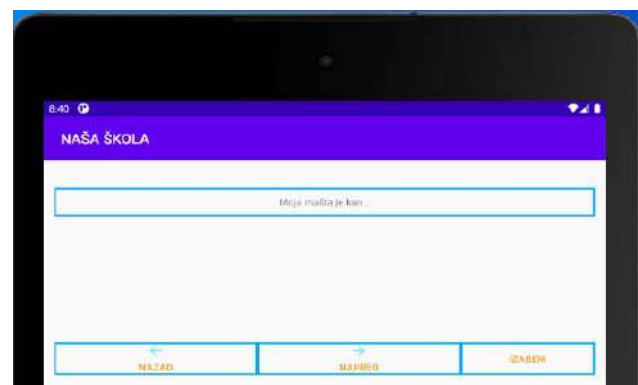 8:40
NAŠA ŠKOLA
Moja mašta je kao...
NAZAD
NAPRED
IZABERI